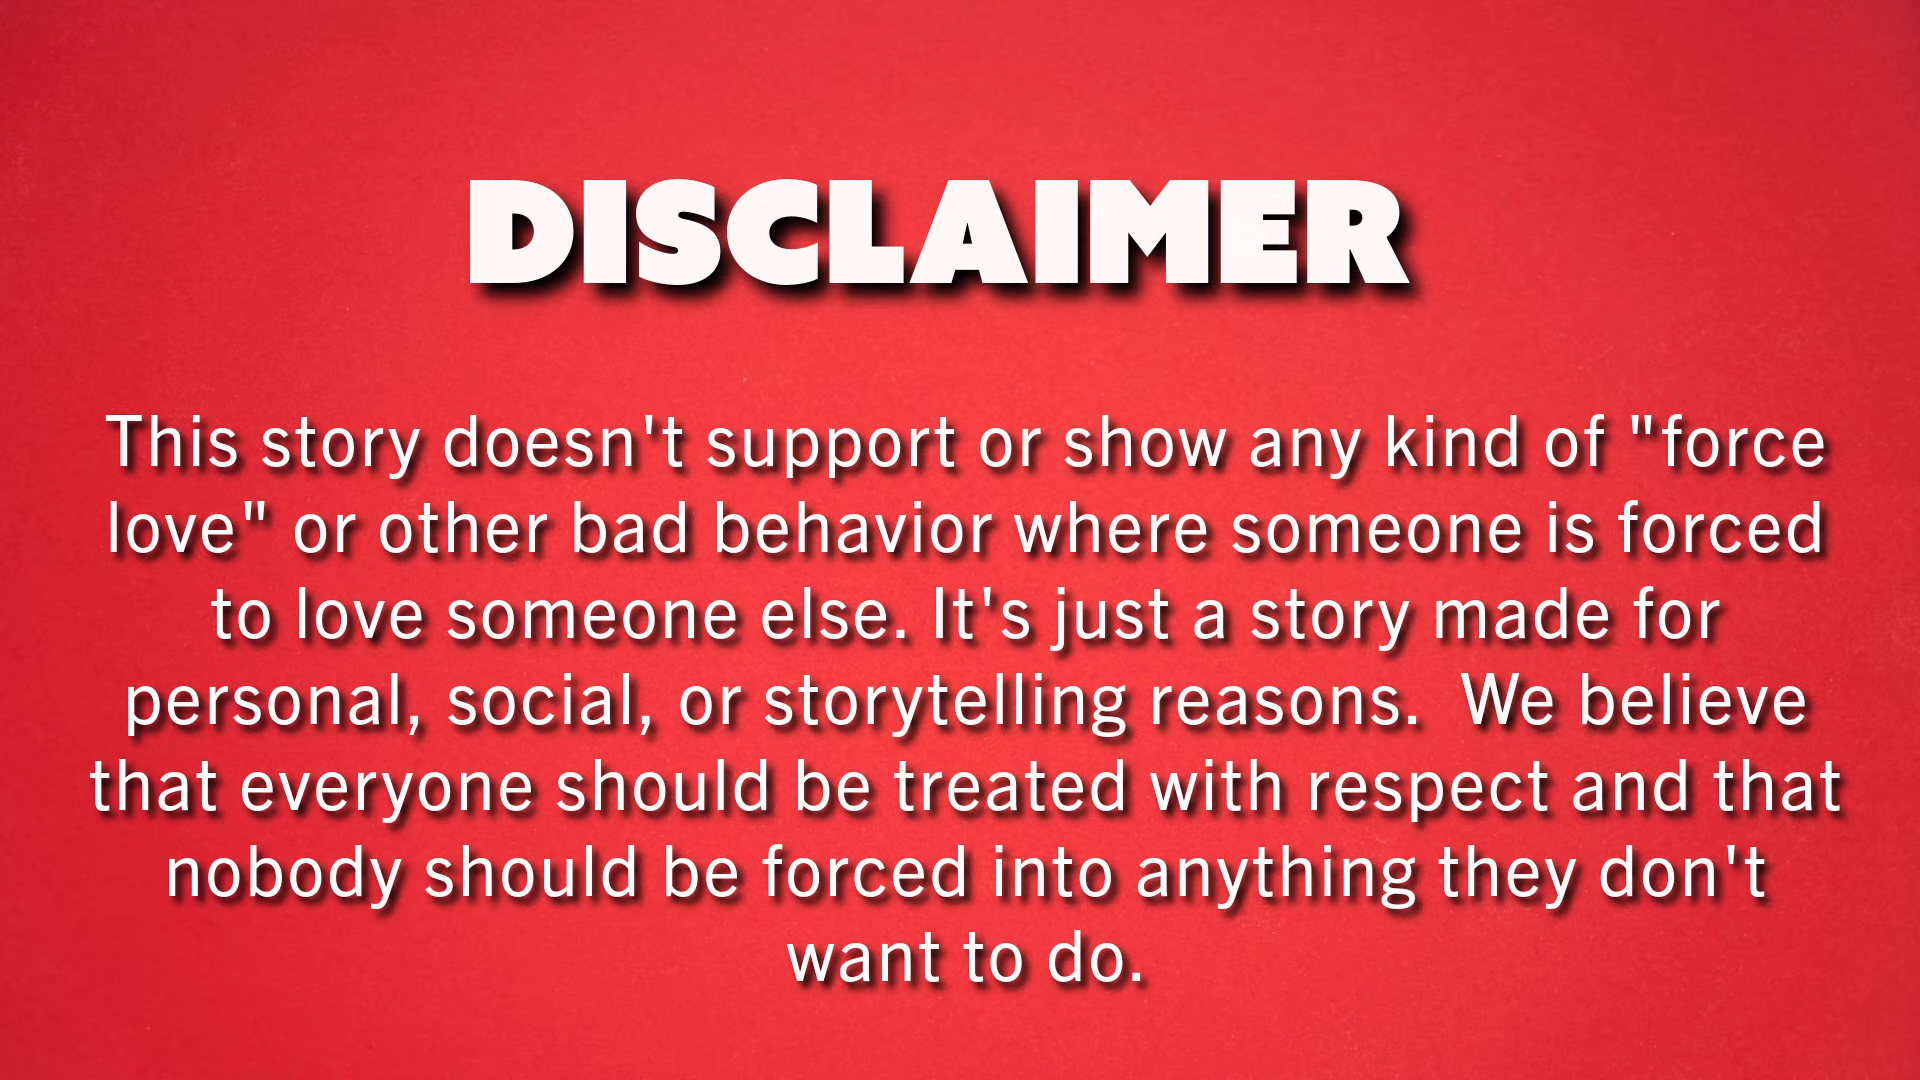 DISCLAIMER
This story doesn't support or show any kind of "force
love" or other bad behavior where someone is forced
to love someone else. It's just a story made for
personal, social, or storytelling reasons.  We believe
that everyone should be treated with respect and that
nobody should be forced into anything they don't
want to do.